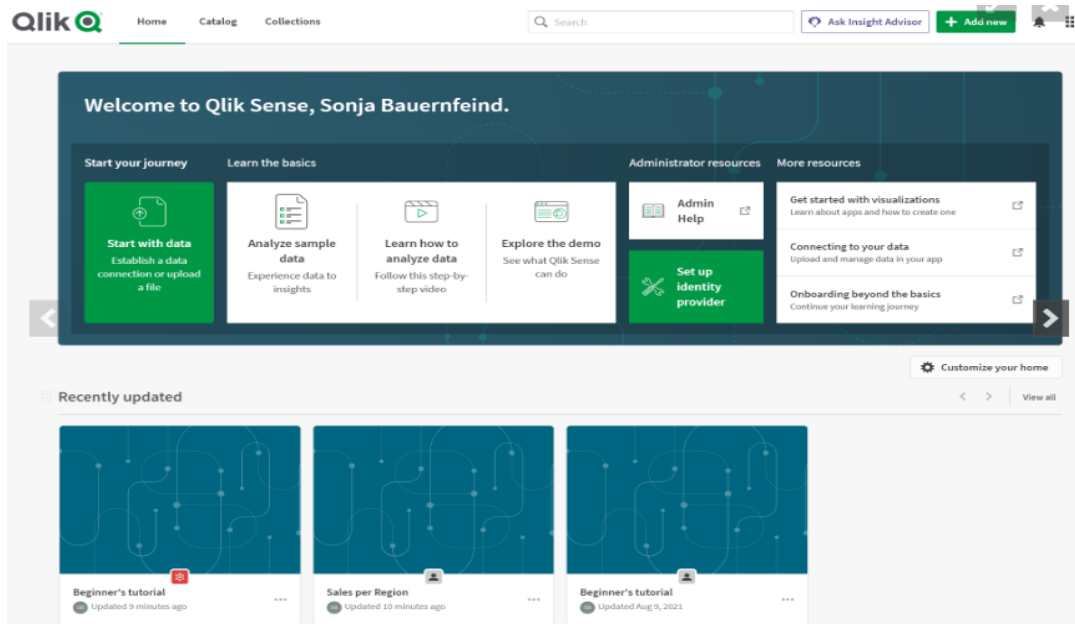 Qlik
Home
Catalog
Collections
Search
Ask Insight Advisor
Add new
Welcome to Qlik Sense, Sonja Bauernfeind.
Start your journey
Learn the basics
Administrator resources
More resources
Start with data
Establish a data
connection or upload
a file
Analyze sample
data
Experience data to
insights
Learn how to
analyze data
Follow this step-by-
step video
Explore the demo
See what Qlik Sense
can do
Admin
Help
Set up
identity
provider
Get started with visualizations
Learn about apps and how to create one
Connecting to your data
Upload and manage data in your app
Onboarding beyond the basics
Continue your learning journey
Customize your home
Recently updated
View all
Beginner's tutorial
Updated 9 minutes ago
Sales per Region
Updated 10 minutes ago
Beginner's tutorial
Updated Aug 9, 2021